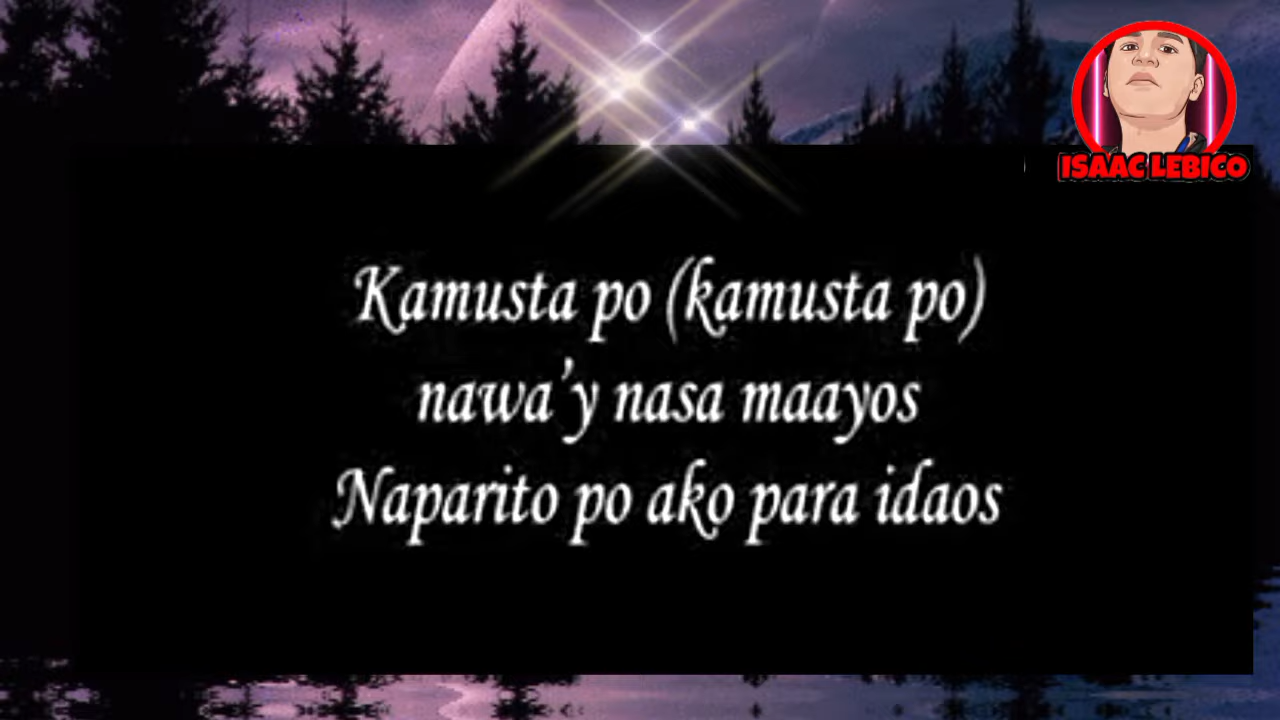 ISAAC LEBICO
Kamusta po (kamusta po)
nawa'y nasa maayos
Naparito po ako para idaos